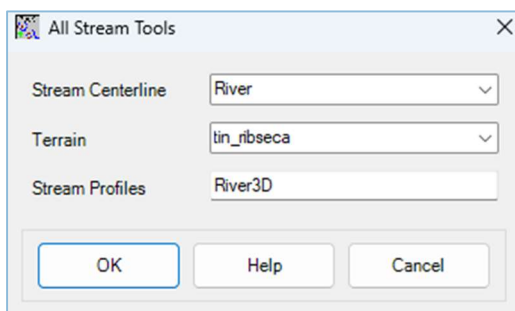 All Stream Tools
Stream Centerline River
Terrain tin_ribseca
Stream Profiles River3D
OK Help Cancel